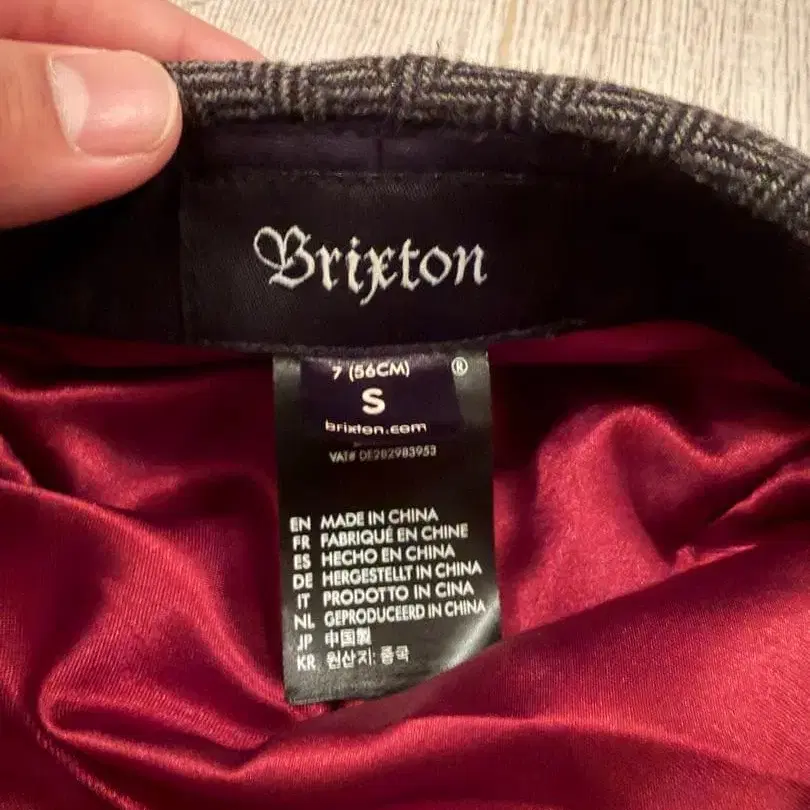 Brixton
7 (56CM) ®
S
brixton.com
VAT# DE282983953
EN MADE IN CHINA
FR FABRIQUÉ EN CHINE
ES HECHO EN CHINA
DE HERGESTELLT IN CHINA
IT PRODOTTO IN CINA
NL GEPRODUCEERD IN CHINA
JP 中国製
KR 원산지: 중국